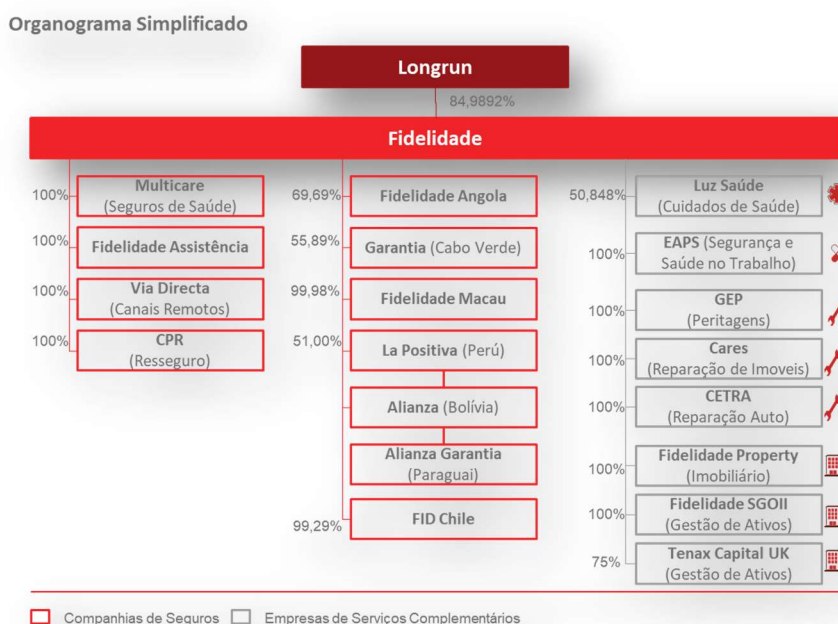 Organograma Simplificado
Longrun
84,9892%
Fidelidade
100%
Multicare
(Seguros de Saúde)
100%
Fidelidade Assistência
100%
Via Directa
(Canais Remotos)
100%
CPR
(Resseguro)
69,69%
Fidelidade Angola
55,89%
Garantia (Cabo Verde)
99,98%
Fidelidade Macau
51,00%
La Positiva (Perú)
Alianza (Bolívia)
Alianza Garantia
(Paraguai)
99,29%
FID Chile
50,848%
Luz Saúde
(Cuidados de Saúde)
100%
EAPS (Segurança e
Saúde no Trabalho)
100%
GEP
(Peritagens)
100%
Cares
(Reparação de Imoveis)
100%
CETRA
(Reparação Auto)
100%
Fidelidade Property
(Imobiliário)
100%
Fidelidade SGOII
(Gestão de Ativos)
75%
Tenax Capital UK
(Gestão de Ativos)
Companhias de Seguros
Empresas de Serviços Complementários